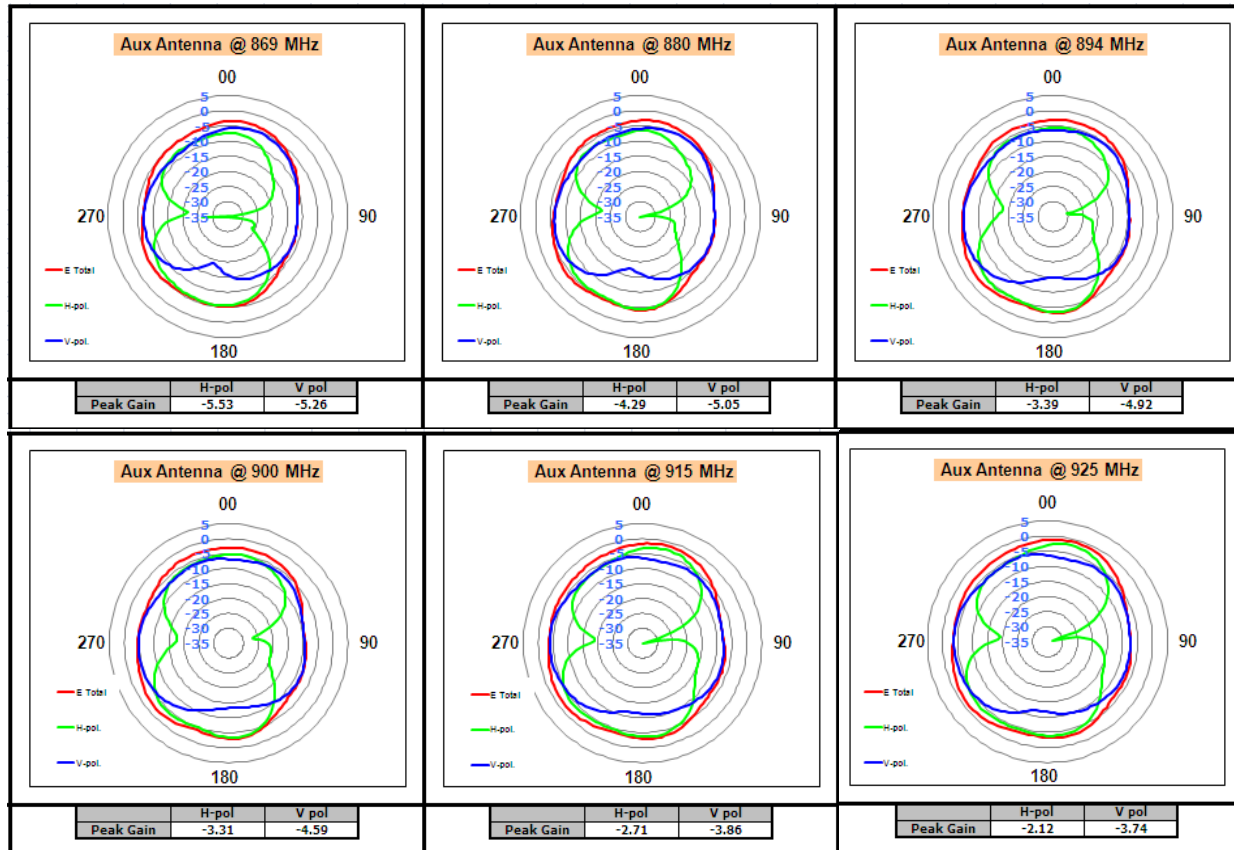 Aux Antenna @ 869 MHz
00
5
0
-5
-10
-15
-20
-25
-30
-35
270
90
E Total
H-pol.
V-pol.
180
H-pol V pol
Peak Gain -5.53 -5.26
Aux Antenna @ 880 MHz
00
5
0
-5
-10
-15
-20
-25
-30
-35
270
90
E Total
H-pol.
V-pol.
180
H-pol V pol
Peak Gain -4.29 -5.05
Aux Antenna @ 894 MHz
00
5
0
-5
-10
-15
-20
-25
-30
-35
270
90
E Total
H-pol.
V-pol.
180
H-pol V pol
Peak Gain -3.39 -4.92
Aux Antenna @ 900 MHz
00
5
0
-5
-10
-15
-20
-25
-30
-35
270
90
E Total
H-pol.
V-pol.
180
H-pol V pol
Peak Gain -3.31 -4.59
Aux Antenna @ 915 MHz
00
5
0
-5
-10
-15
-20
-25
-30
-35
270
90
E Total
H-pol.
V-pol.
180
H-pol V pol
Peak Gain -2.71 -3.86
Aux Antenna @ 925 MHz
00
5
0
-5
-10
-15
-20
-25
-30
-35
270
90
E Total
H-pol.
V-pol.
180
H-pol V pol
Peak Gain -2.12 -3.74